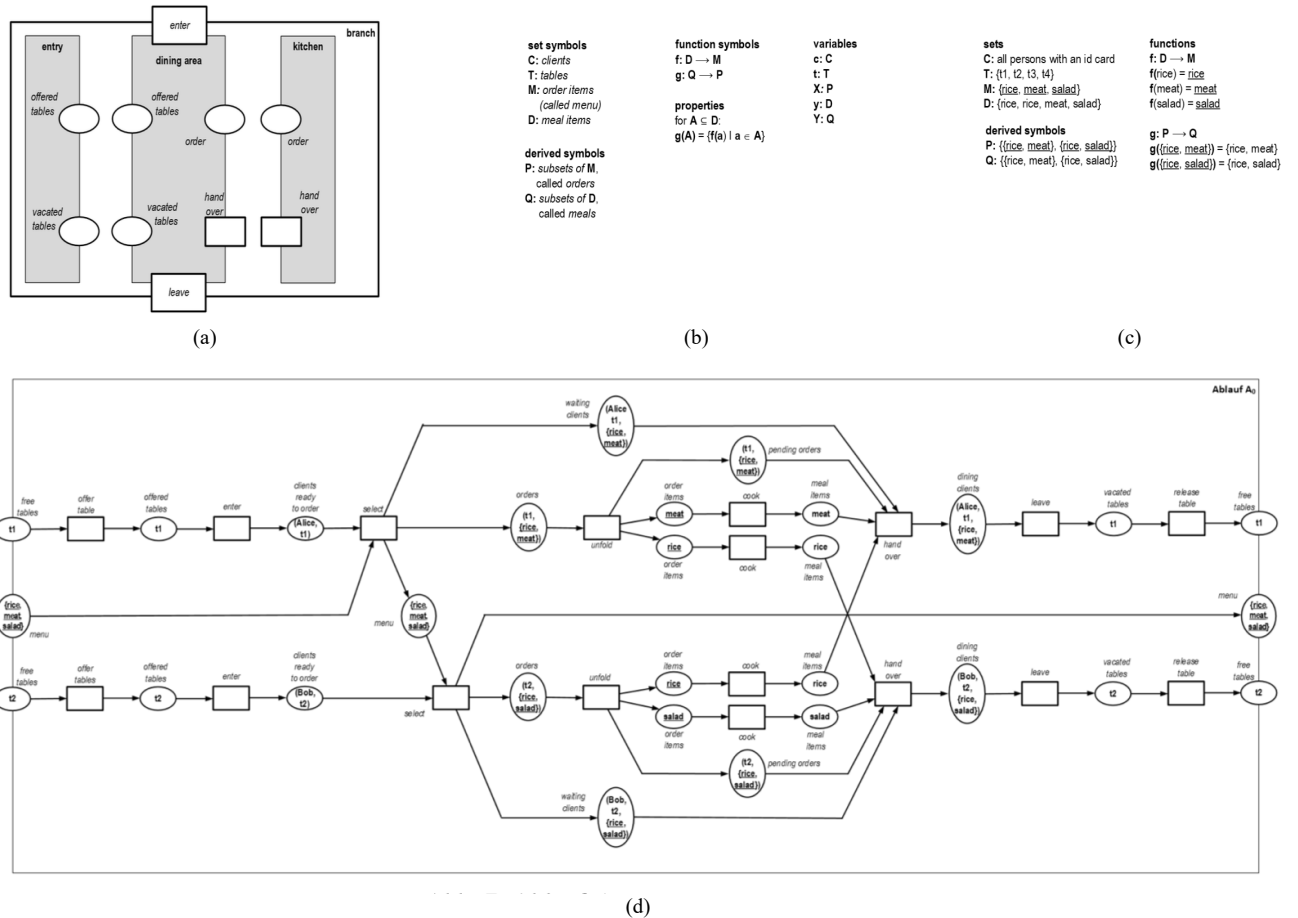 enter
branch
entry
dining area
kitchen
offered
tables
offered
tables
order
order
vacated
tables
vacated
tables
hand
over
hand
over
leave
(a)
set symbols
C: clients
T: tables
M: order items
(called menu)
D: meal items
derived symbols
P: subsets of M,
called orders
Q: subsets of D,
called meals
function symbols
f: D → M
g: Q → P
properties
for A ⊆ D:
g(A) = {f(a) | a ∈ A}
variables
c: C
t: T
X: P
y: D
Y: Q
(b)
sets
C: all persons with an id card
T: {t1, t2, t3, t4}
M: {rice, meat, salad}
D: {rice, rice, meat, salad}
derived symbols
P: {{rice, meat}, {rice, salad}}
Q: {{rice, meat}, {rice, salad}}
functions
f: D → M
f(rice) = rice
f(meat) = meat
f(salad) = salad
g: P → Q
g({rice, meat}) = {rice, meat}
g({rice, salad}) = {rice, salad}
(c)
Ablauf A₀
waiting
clients
(Alice
t1,
{rice,
meat})
(t1,
{rice,
meat})
pending orders
free
tables
t1
offer
table
offered
tables
t1
enter
clients
ready
to order
(Alice,
t1)
select
orders
(t1,
{rice,
meat})
unfold
order
items
meat
cook
meal
items
meat
rice
order
items
cook
rice
meal
items
hand
over
dining
clients
(Alice,
t1,
{rice,
meat})
leave
vacated
tables
t1
release
table
free
tables
t1
{rice,
meat,
salad}
menu
menu
{rice,
meat,
salad}
menu
{rice,
meat,
salad}
free
tables
t2
offer
tables
offered
tables
t2
enter
clients
ready
to order
(Bob,
t2)
select
orders
(t2,
{rice,
salad})
unfold
order
items
rice
cook
meal
items
rice
salad
order
items
cook
salad
meal
items
hand
over
dining
clients
(Bob,
t2,
{rice,
salad})
leave
vacated
tables
t2
release
table
free
tables
t2
(t2,
{rice,
salad})
pending orders
waiting
clients
(Bob,
t2,
{rice,
salad})
(d)